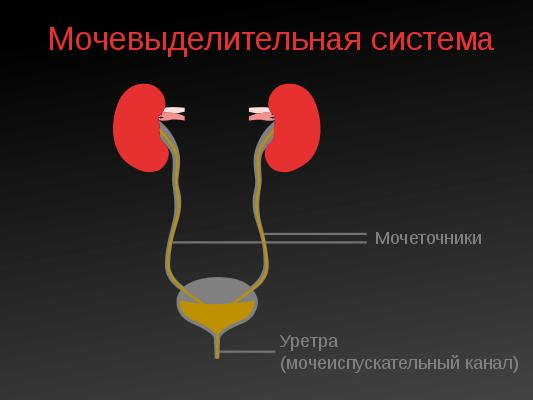 Мочевыделительная система
Мочеточники
Уретра
(мочеиспускательный канал)